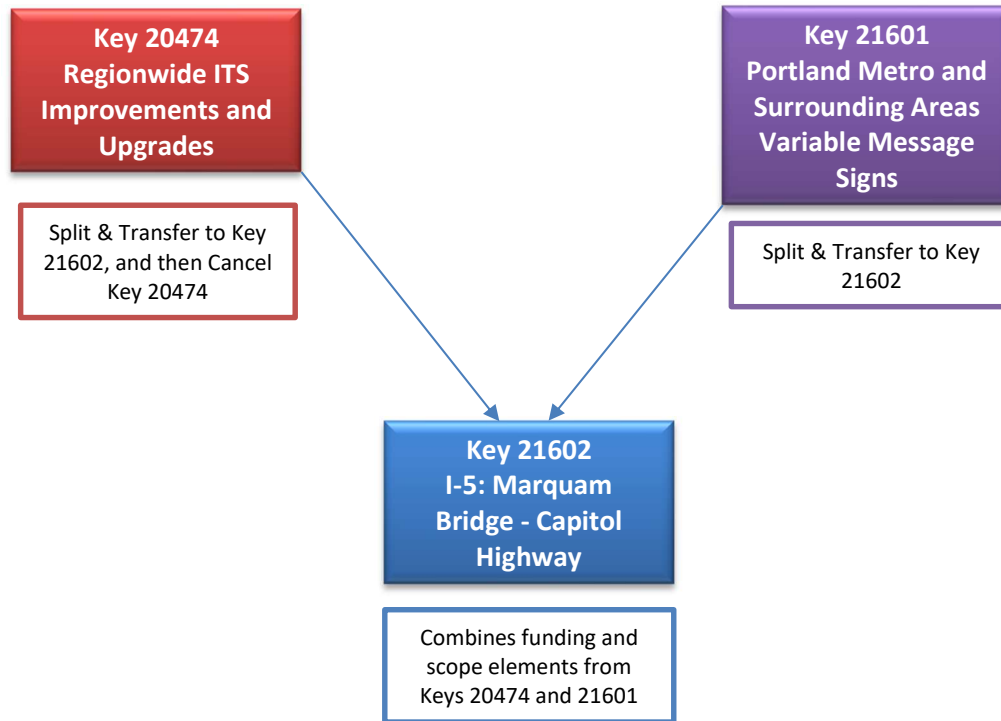 Key 20474
Regionwide ITS
Improvements and
Upgrades
Split & Transfer to Key
21602, and then Cancel
Key 20474
Key 21601
Portland Metro and
Surrounding Areas
Variable Message
Signs
Split & Transfer to Key
21602
Key 21602
I-5: Marquam
Bridge - Capitol
Highway
Combines funding and
scope elements from
Keys 20474 and 21601